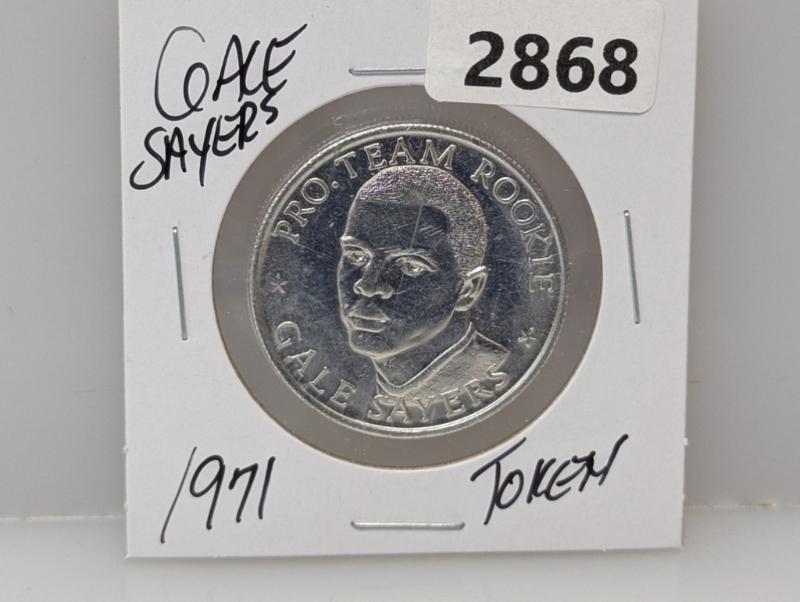 GALE
SAYERS
2868
PRO. TEAM ROOKIE
GALE SAYERS
1971
TOKEN